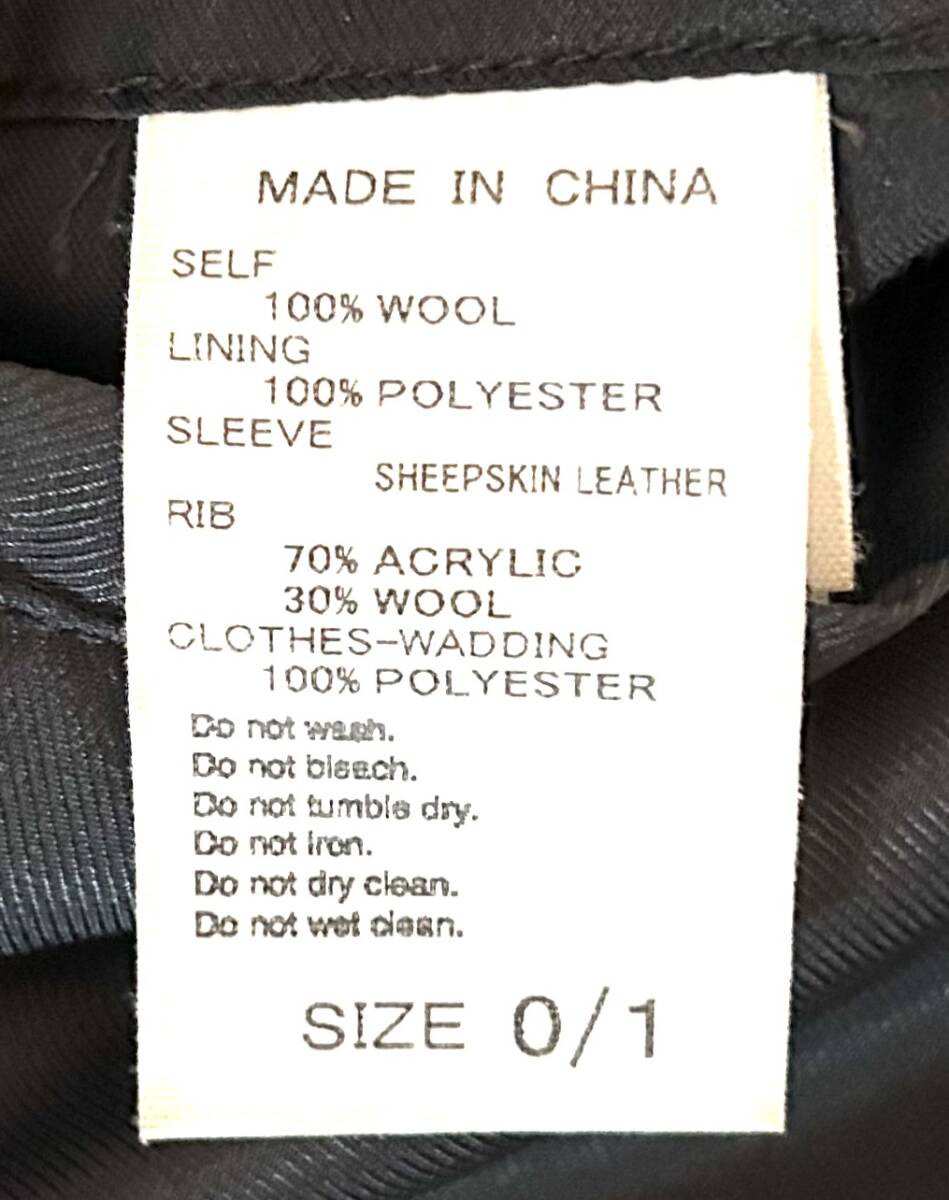 MADE IN CHINA
SELF
100% WOOL
LINING
100% POLYESTER
SLEEVE
SHEEPSKIN LEATHER
RIB
70% ACRYLIC
30% WOOL
CLOTHES-WADDING
100% POLYESTER
Do not wash.
Do not bleach.
Do not tumble dry.
Do not iron.
Do not dry clean.
Do not wet clean.
SIZE 0/1